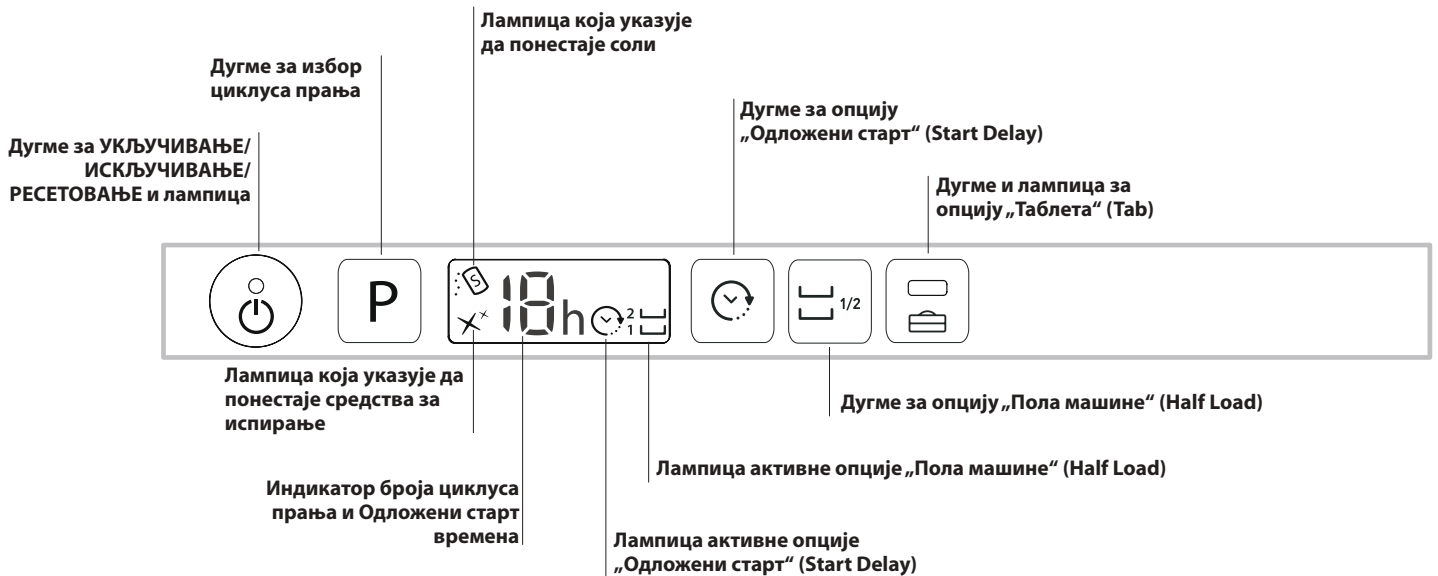 Лампица која указује
да понестаје соли
Дугме за избор
циклуса прања
Дугме за опцију
„Одложени старт“ (Start Delay)
Дугме за УКЉУЧИВАЊЕ/
ИСКЉУЧИВАЊЕ/
РЕСЕТОВАЊЕ и лампица
Дугме и лампица за
опцију „Таблета“ (Tab)
P
S
18h
2
1
1/2
Лампица која указује да
понестаје средства за
испирање
Дугме за опцију „Пола машине“ (Half Load)
Лампица активне опције „Пола машине“ (Half Load)
Индикатор броја циклуса
прања и Одложени старт
времена
Лампица активне опције
„Одложени старт“ (Start Delay)